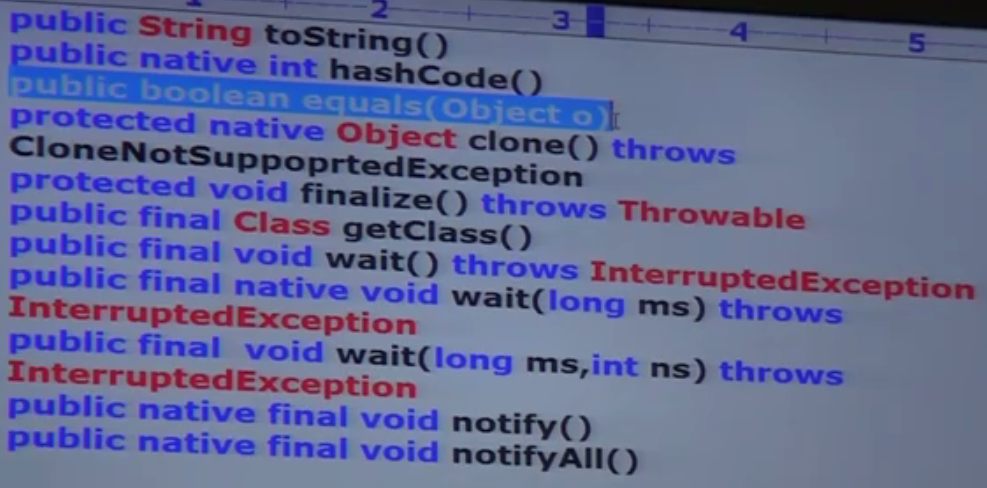 1 2 3 4 5
public String toString()
public native int hashCode()
public boolean equals(Object o)
protected native Object clone() throws
CloneNotSuppoprtedException
protected void finalize() throws Throwable
public final Class getClass()
public final void wait() throws InterruptedException
public final native void wait(long ms) throws
InterruptedException
public final  void wait(long ms,int ns) throws
InterruptedException
public native final void notify()
public native final void notifyAll()